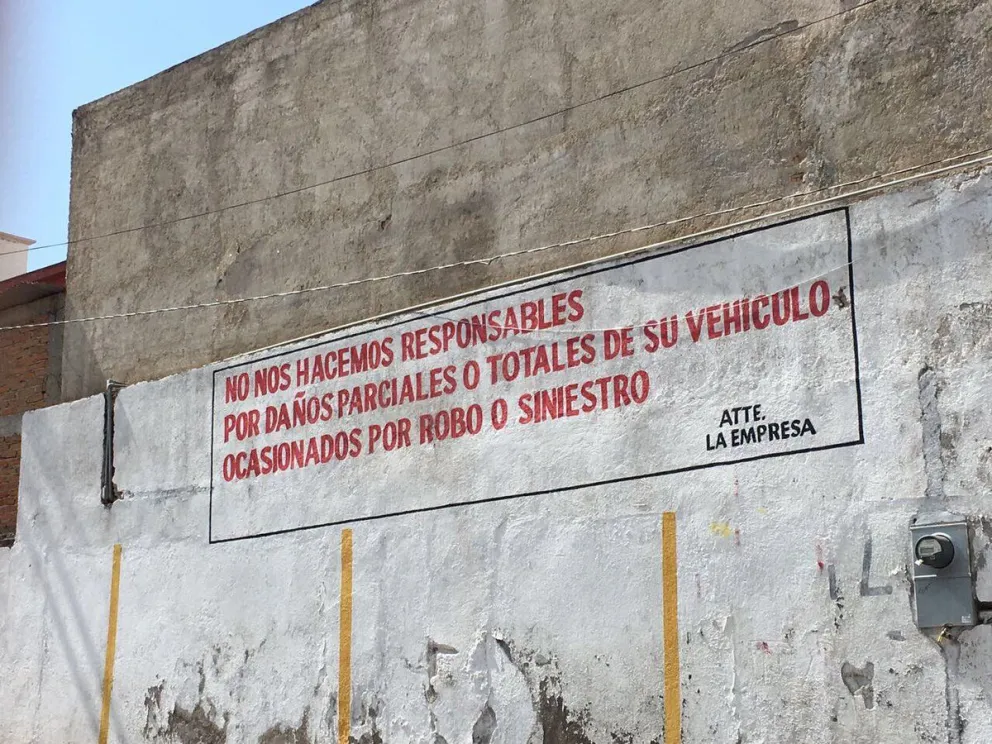 NO NOS HACEMOS RESPONSABLES
POR DAÑOS PARCIALES O TOTALES DE SU VEHICULO
OCASIONADOS POR ROBO O SINIESTRO
ATTE.
LA EMPRESA